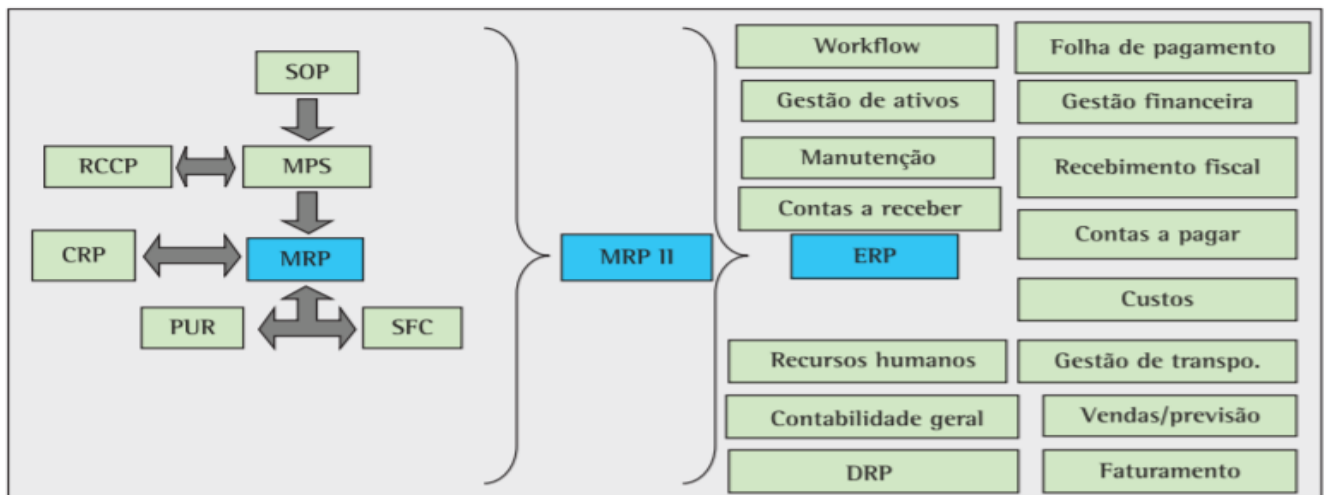 SOP
RCCP
MPS
CRP
MRP
PUR
SFC
MRP II
Workflow
Folha de pagamento
Gestão de ativos
Gestão financeira
Manutenção
Recebimento fiscal
Contas a receber
Contas a pagar
ERP
Custos
Recursos humanos
Gestão de transpo.
Contabilidade geral
Vendas/previsão
DRP
Faturamento